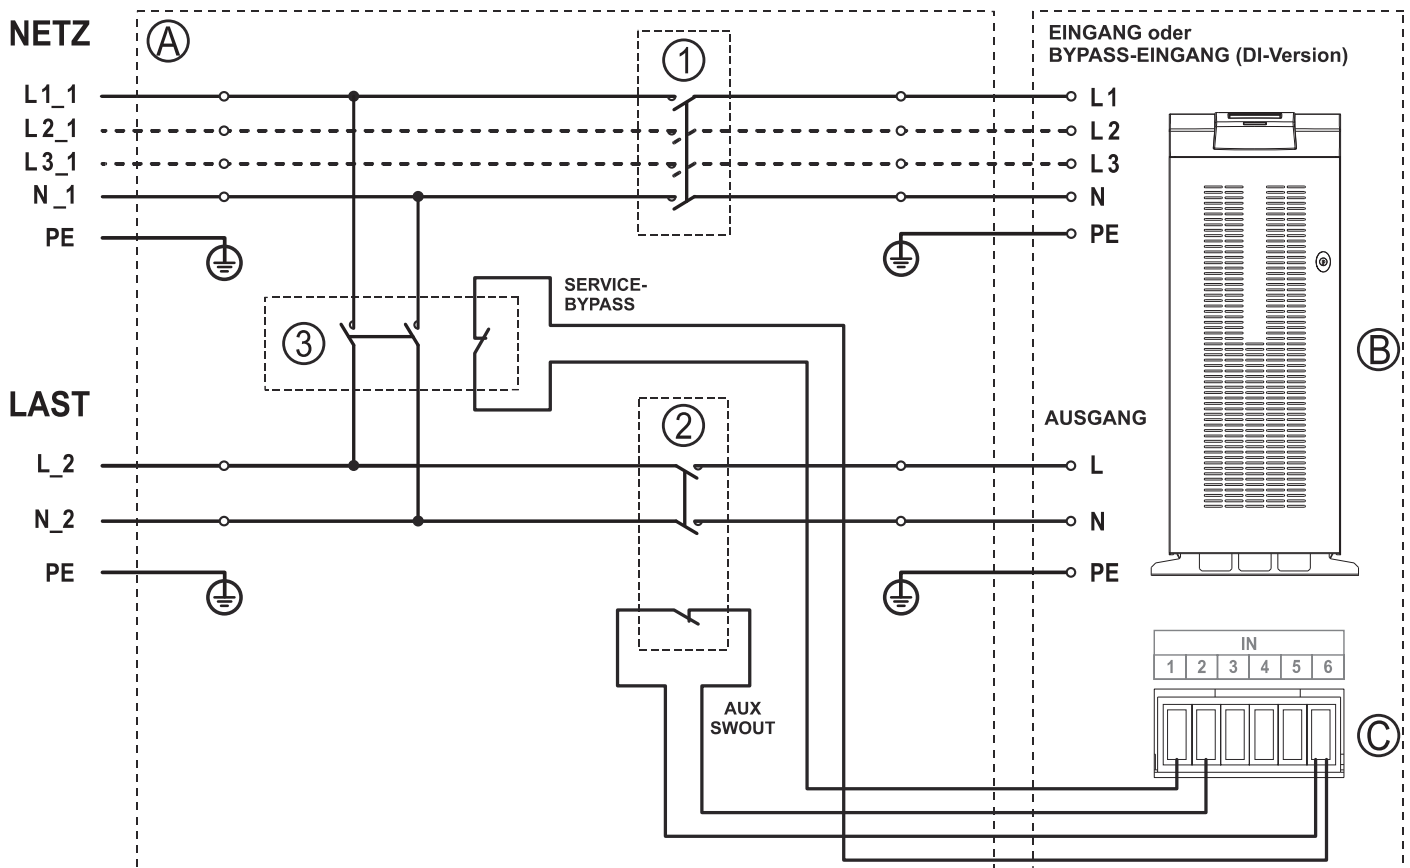 NETZ
A
1
EINGANG oder
BYPASS-EINGANG (DI-Version)
L1_1
L1
L2_1
L2
L3_1
L3
N_1
N
PE
PE
SERVICE-
BYPASS
3
B
LAST
2
AUSGANG
L_2
L
N_2
N
PE
PE
IN
1 2 3 4 5 6
AUX
SWOUT
C